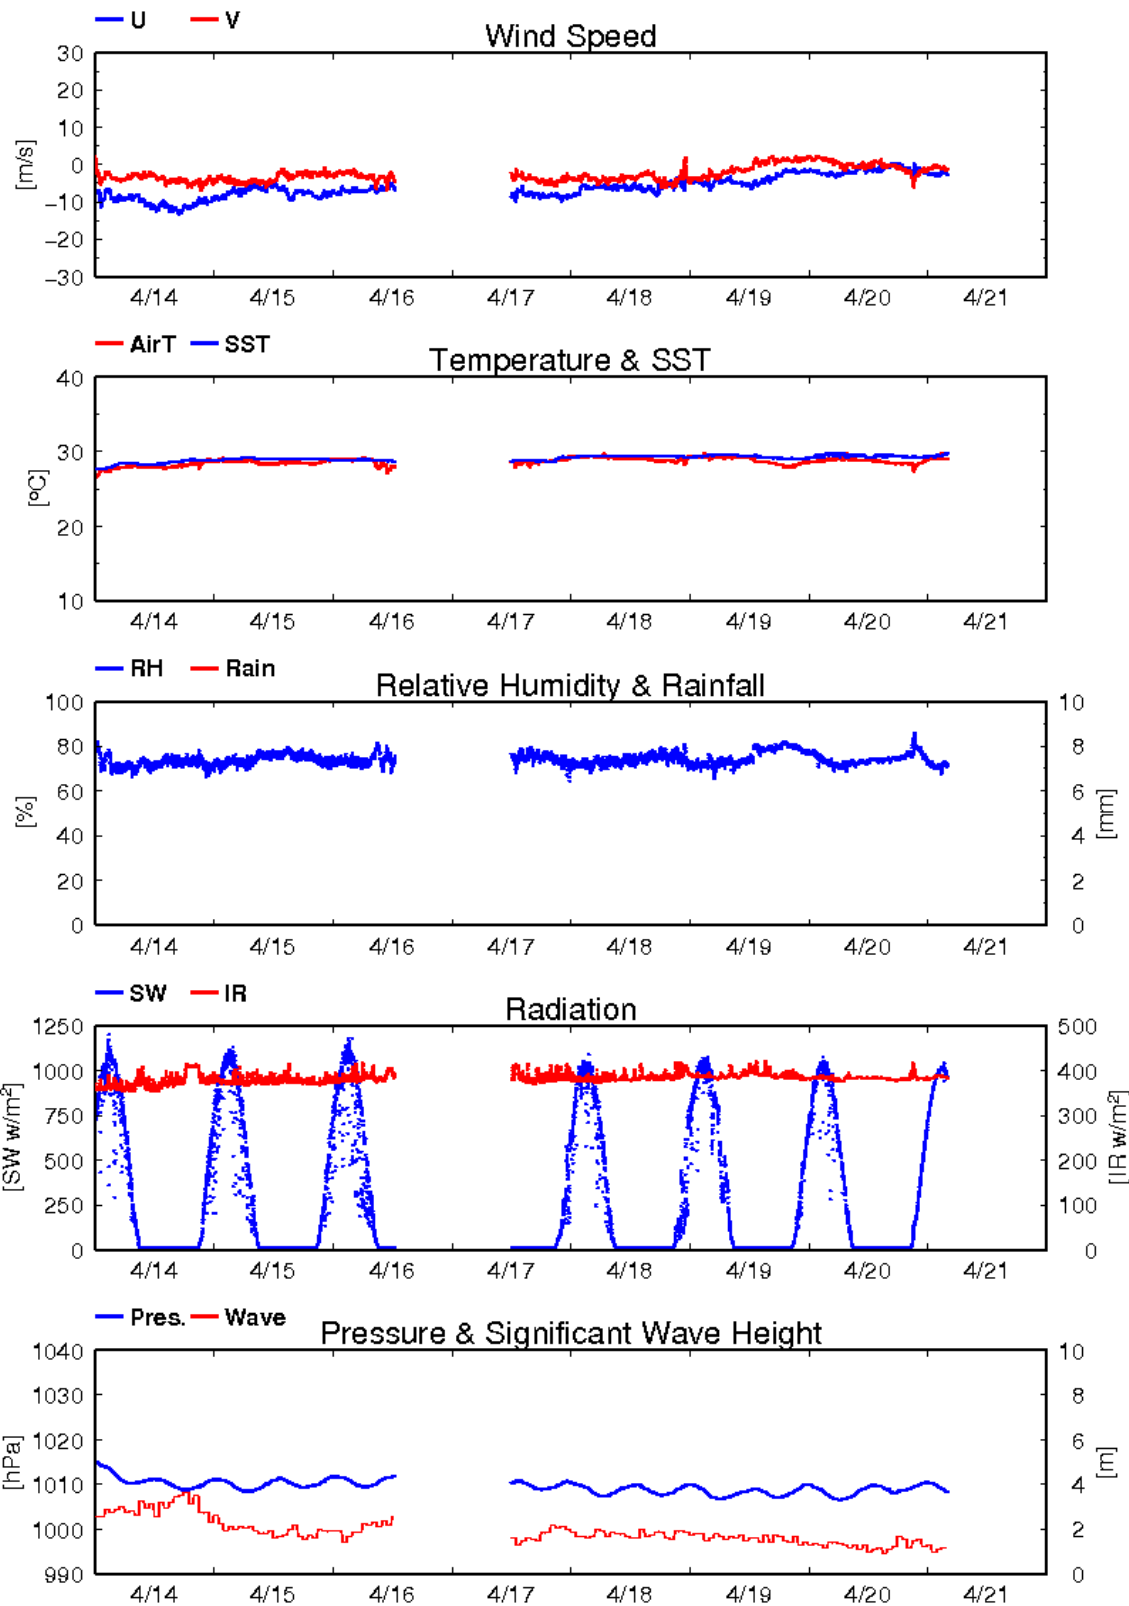 U V
Wind Speed
30
20
10
0
−10
−20
−30
[m/s]
4/14 4/15 4/16 4/17 4/18 4/19 4/20 4/21
AirT SST
Temperature & SST
40
30
20
10
[ºC]
4/14 4/15 4/16 4/17 4/18 4/19 4/20 4/21
RH Rain
Relative Humidity & Rainfall
100 10
80 8
60 6
40 4
20 2
0 0
[%] [mm]
4/14 4/15 4/16 4/17 4/18 4/19 4/20 4/21
SW IR
Radiation
1250 500
1000 400
750 300
500 200
250 100
0 0
[SW w/m²] [IR w/m²]
4/14 4/15 4/16 4/17 4/18 4/19 4/20 4/21
Pres. Wave
Pressure & Significant Wave Height
1040 10
1030 8
1020 6
1010 4
1000 2
990 0
[hPa] [m]
4/14 4/15 4/16 4/17 4/18 4/19 4/20 4/21